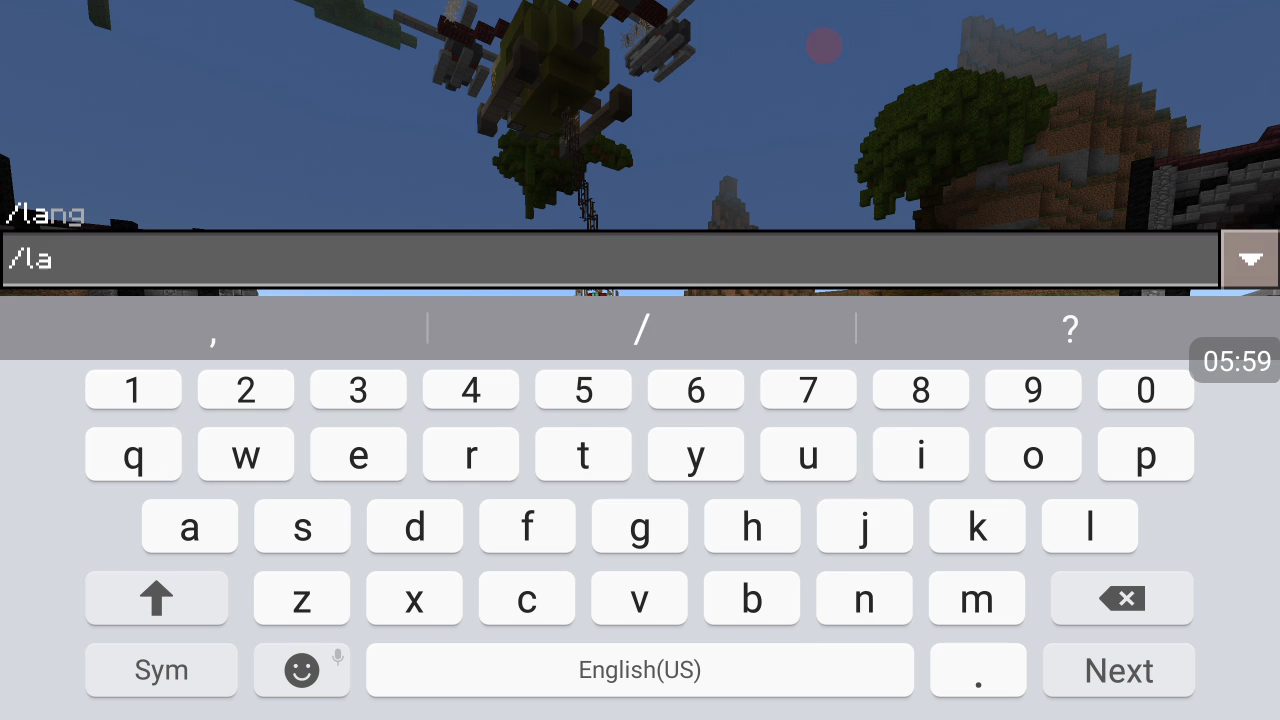 /lang
/la
, / ?
05:59
1 2 3 4 5 6 7 8 9 0
q w e r t y u i o p
a s d f g h j k l
z x c v b n m
Sym English(US) . Next